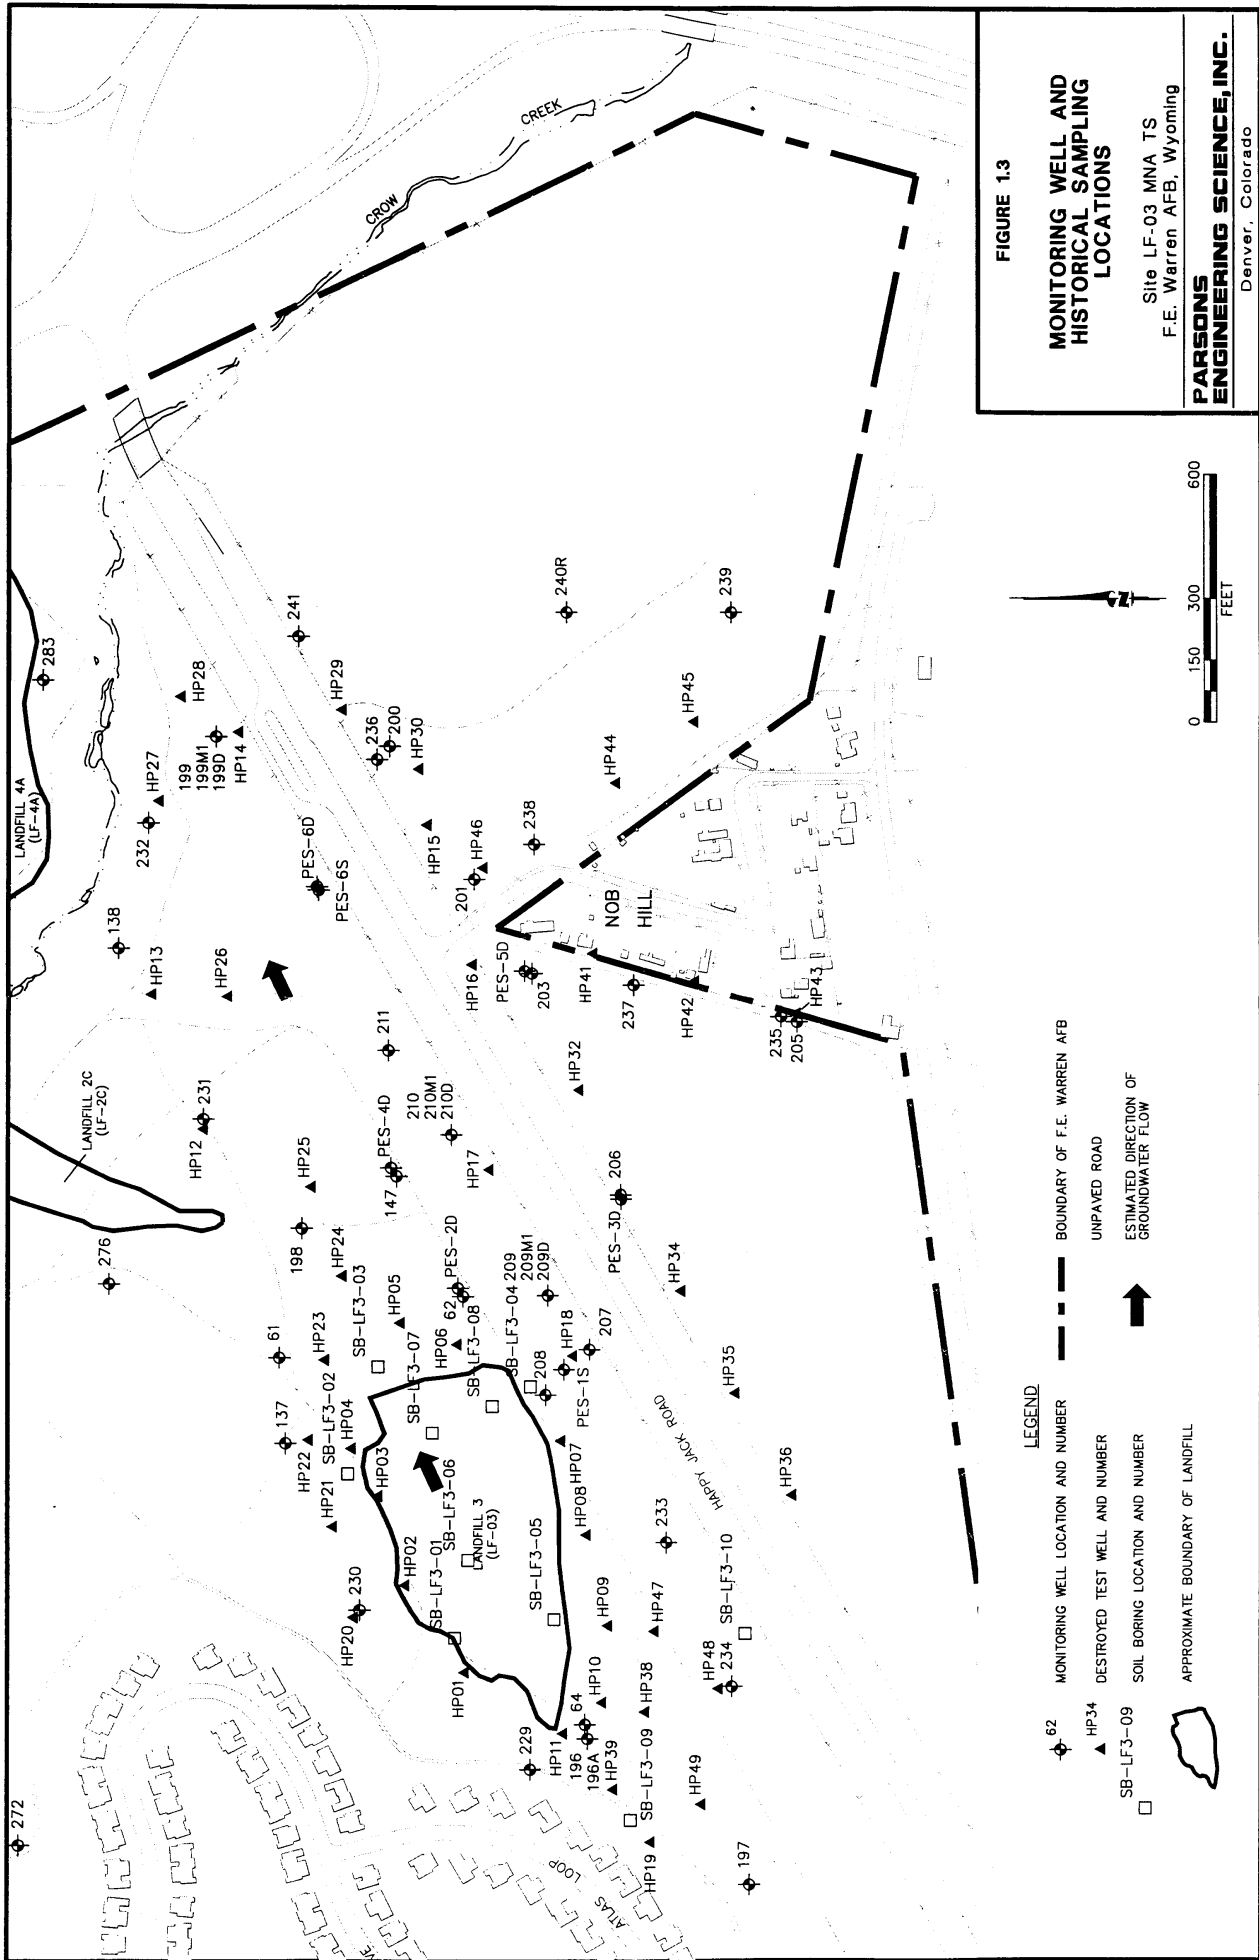 272
276
LANDFILL 2C
(LF-2C)
138
LANDFILL 4A
(LF-4A)
283
CROW
CREEK
HP12
231
HP13
HP26
232
HP27
199
199M1
199D
HP14
HP28
241
61
137
HP22
HP23
SB-LF3-02
HP04
HP21
HP03
198
HP25
HP24
SB-LF3-03
HP05
SB-LF3-07
HP06
62
PES-2D
SB-LF3-08
147
PES-4D
211
210
210M1
210D
HP17
PES-6D
PES-6S
HP29
236
200
HP30
HP15
HP46
201
238
240R
239
HP20
230
HP02
SB-LF3-01
SB-LF3-06
LANDFILL 3
(LF-03)
SB-LF3-05
HP01
SB-LF3-04
209
209M1
209D
208
HP18
207
PES-1S
HP07
HP08
HP09
HP10
64
229
HP11
196
196A
HP39
HP38
SB-LF3-09
HP19
HP49
197
HP47
HP48
234
SB-LF3-10
233
HP36
HP35
HP34
HAPPY JACK ROAD
PES-3D
206
HP32
HP16
PES-5D
203
HP41
237
HP42
235
205
HP43
NOB
HILL
HP44
HP45
ATLAS
LOOP
VE
LEGEND
62
MONITORING WELL LOCATION AND NUMBER
HP34
DESTROYED TEST WELL AND NUMBER
SB-LF3-09
SOIL BORING LOCATION AND NUMBER
APPROXIMATE BOUNDARY OF LANDFILL
BOUNDARY OF F.E. WARREN AFB
UNPAVED ROAD
ESTIMATED DIRECTION OF
GROUNDWATER FLOW
N
0
150
300
600
FEET
FIGURE 1.3
MONITORING WELL AND
HISTORICAL SAMPLING
LOCATIONS
Site LF-03 MNA TS
F.E. Warren AFB, Wyoming
PARSONS
ENGINEERING SCIENCE, INC.
Denver, Colorado